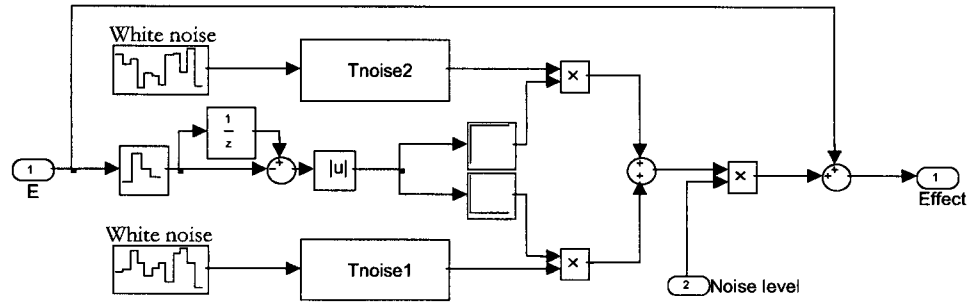 White noise
Tnoise2
×
1
z
1
E
+
−
|u|
+
+
×
+
+
1
Effect
White noise
Tnoise1
×
2
Noise level